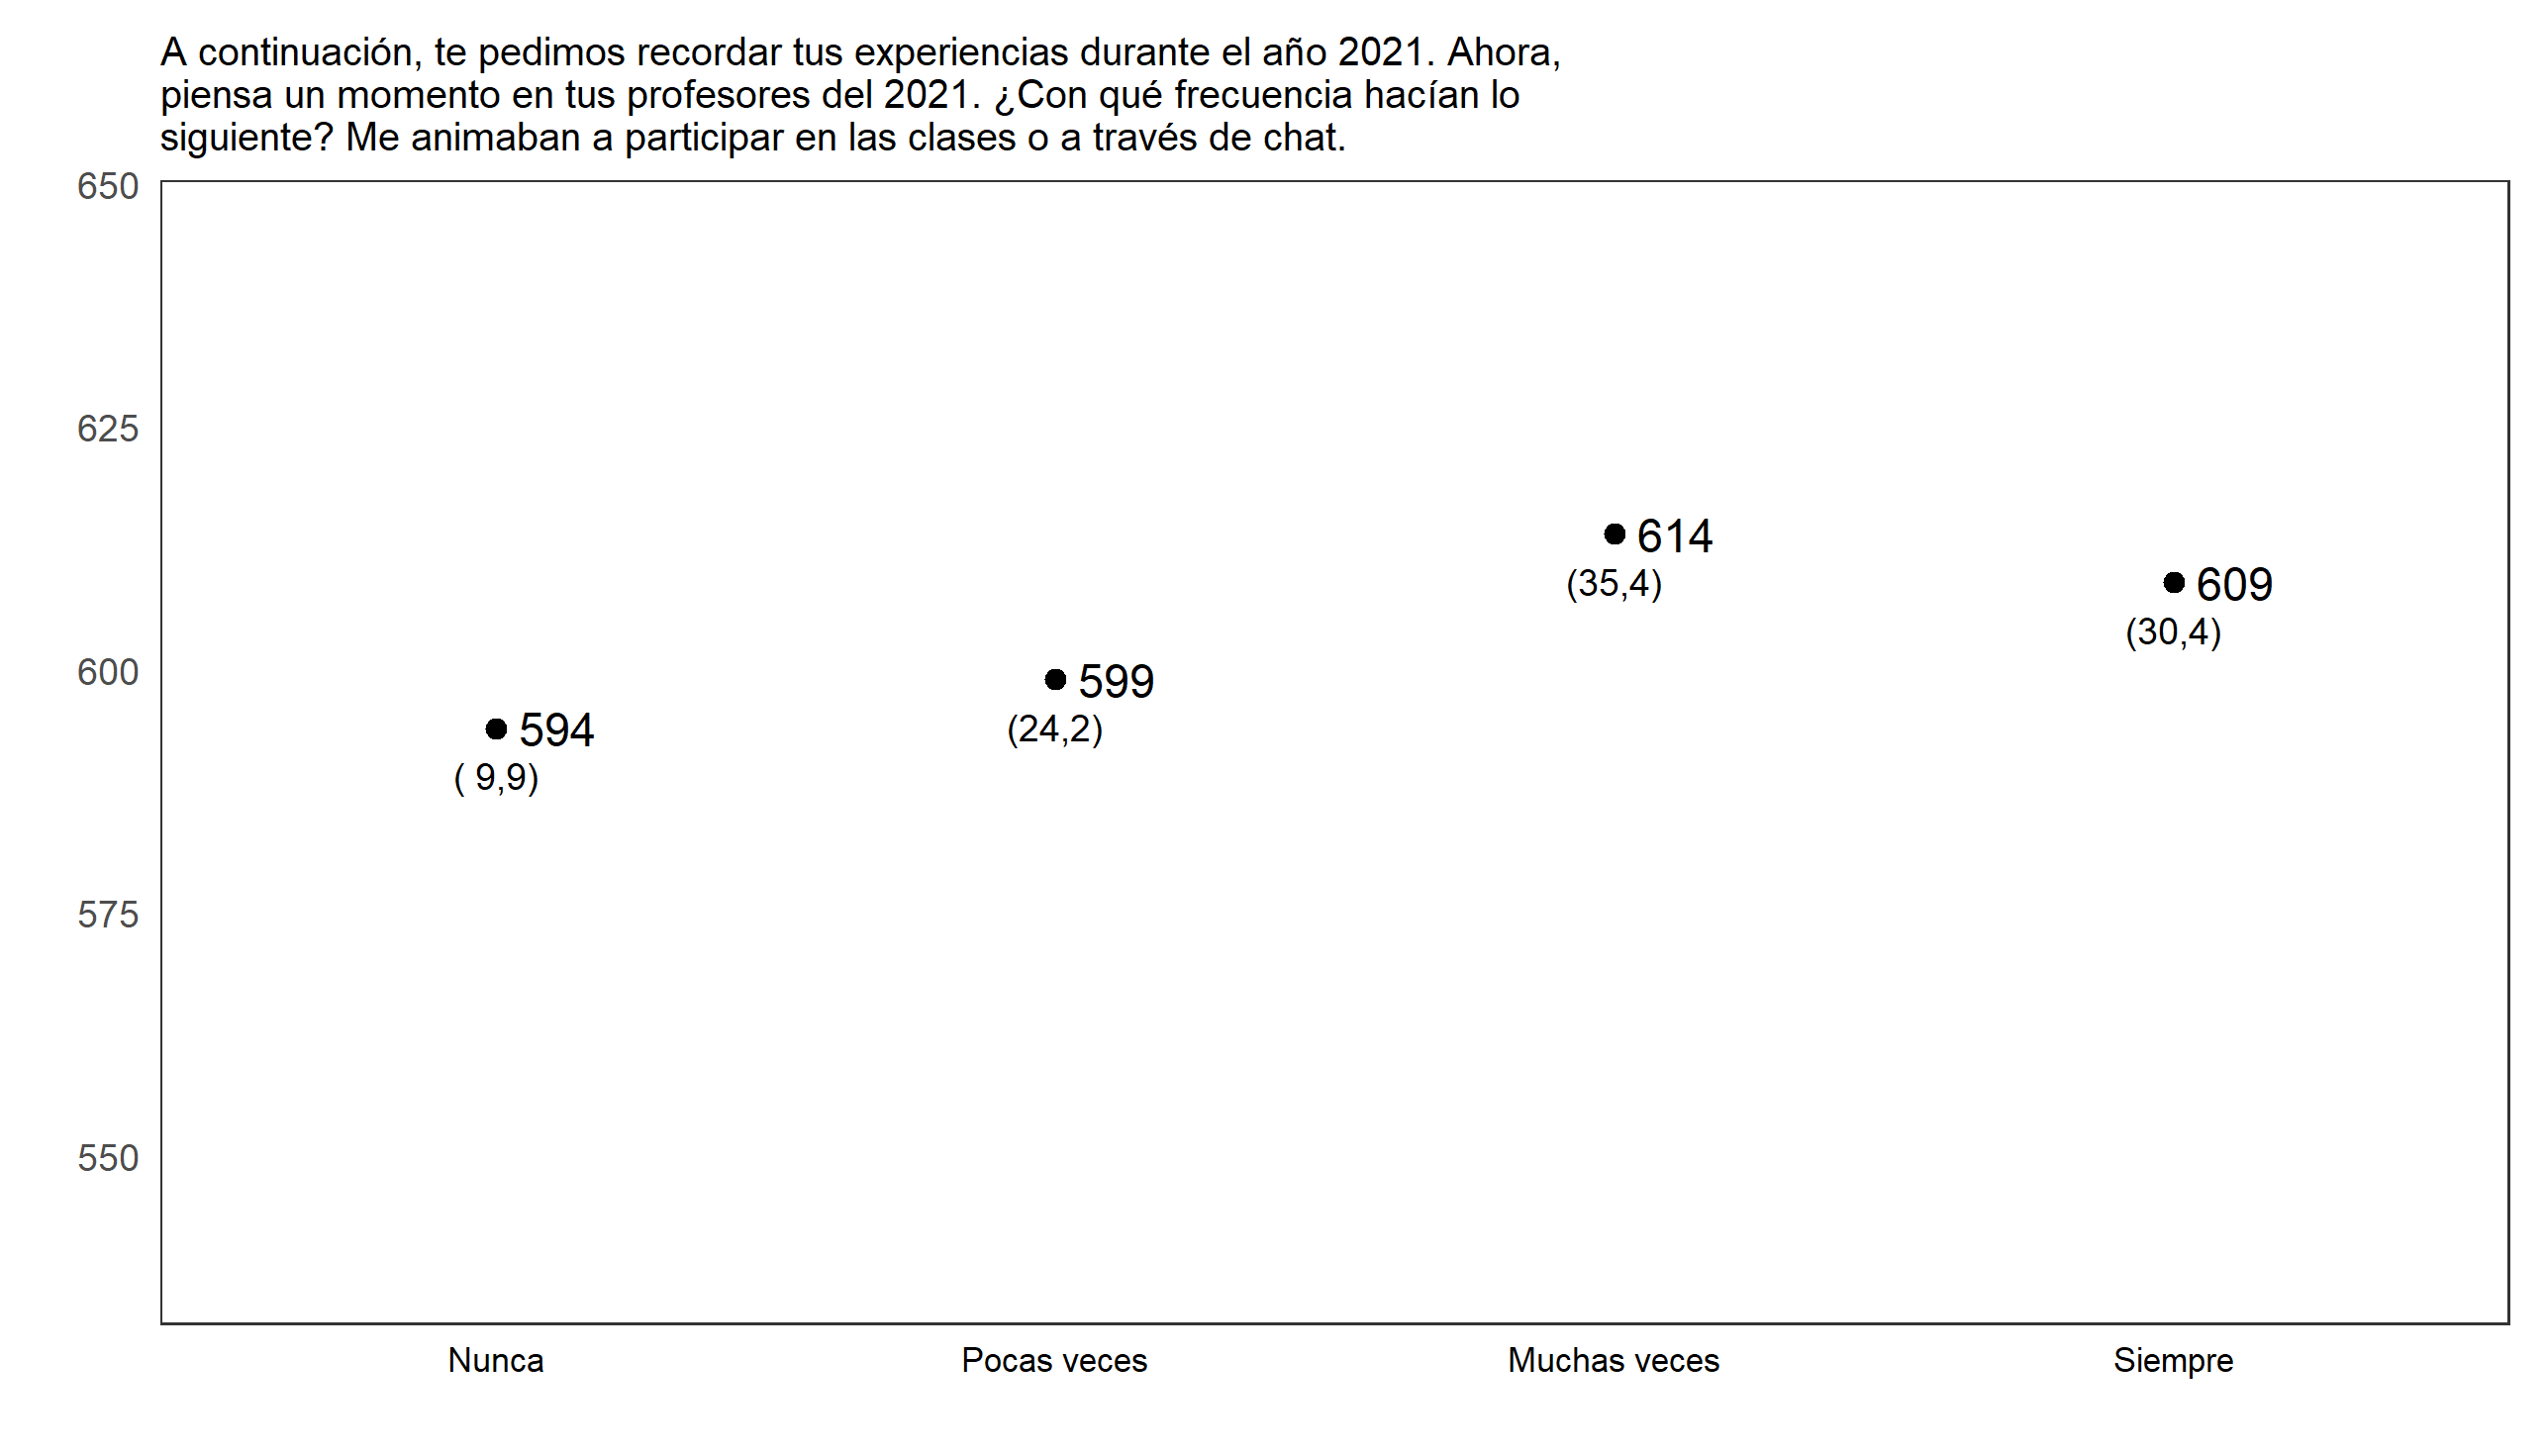 A continuación, te pedimos recordar tus experiencias durante el año 2021. Ahora,
piensa un momento en tus profesores del 2021. ¿Con qué frecuencia hacían lo
siguiente? Me animaban a participar en las clases o a través de chat.
650
625
600
575
550
594
( 9,9)
599
(24,2)
614
(35,4)
609
(30,4)
Nunca
Pocas veces
Muchas veces
Siempre